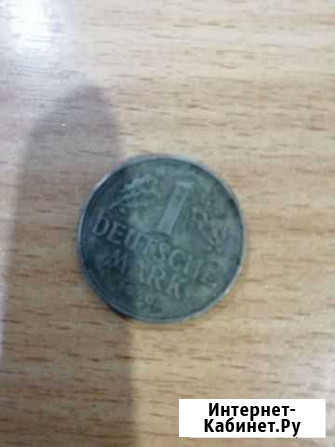 1
DEUTSCHE
MARK
Интернет-
Кабинет.Ру